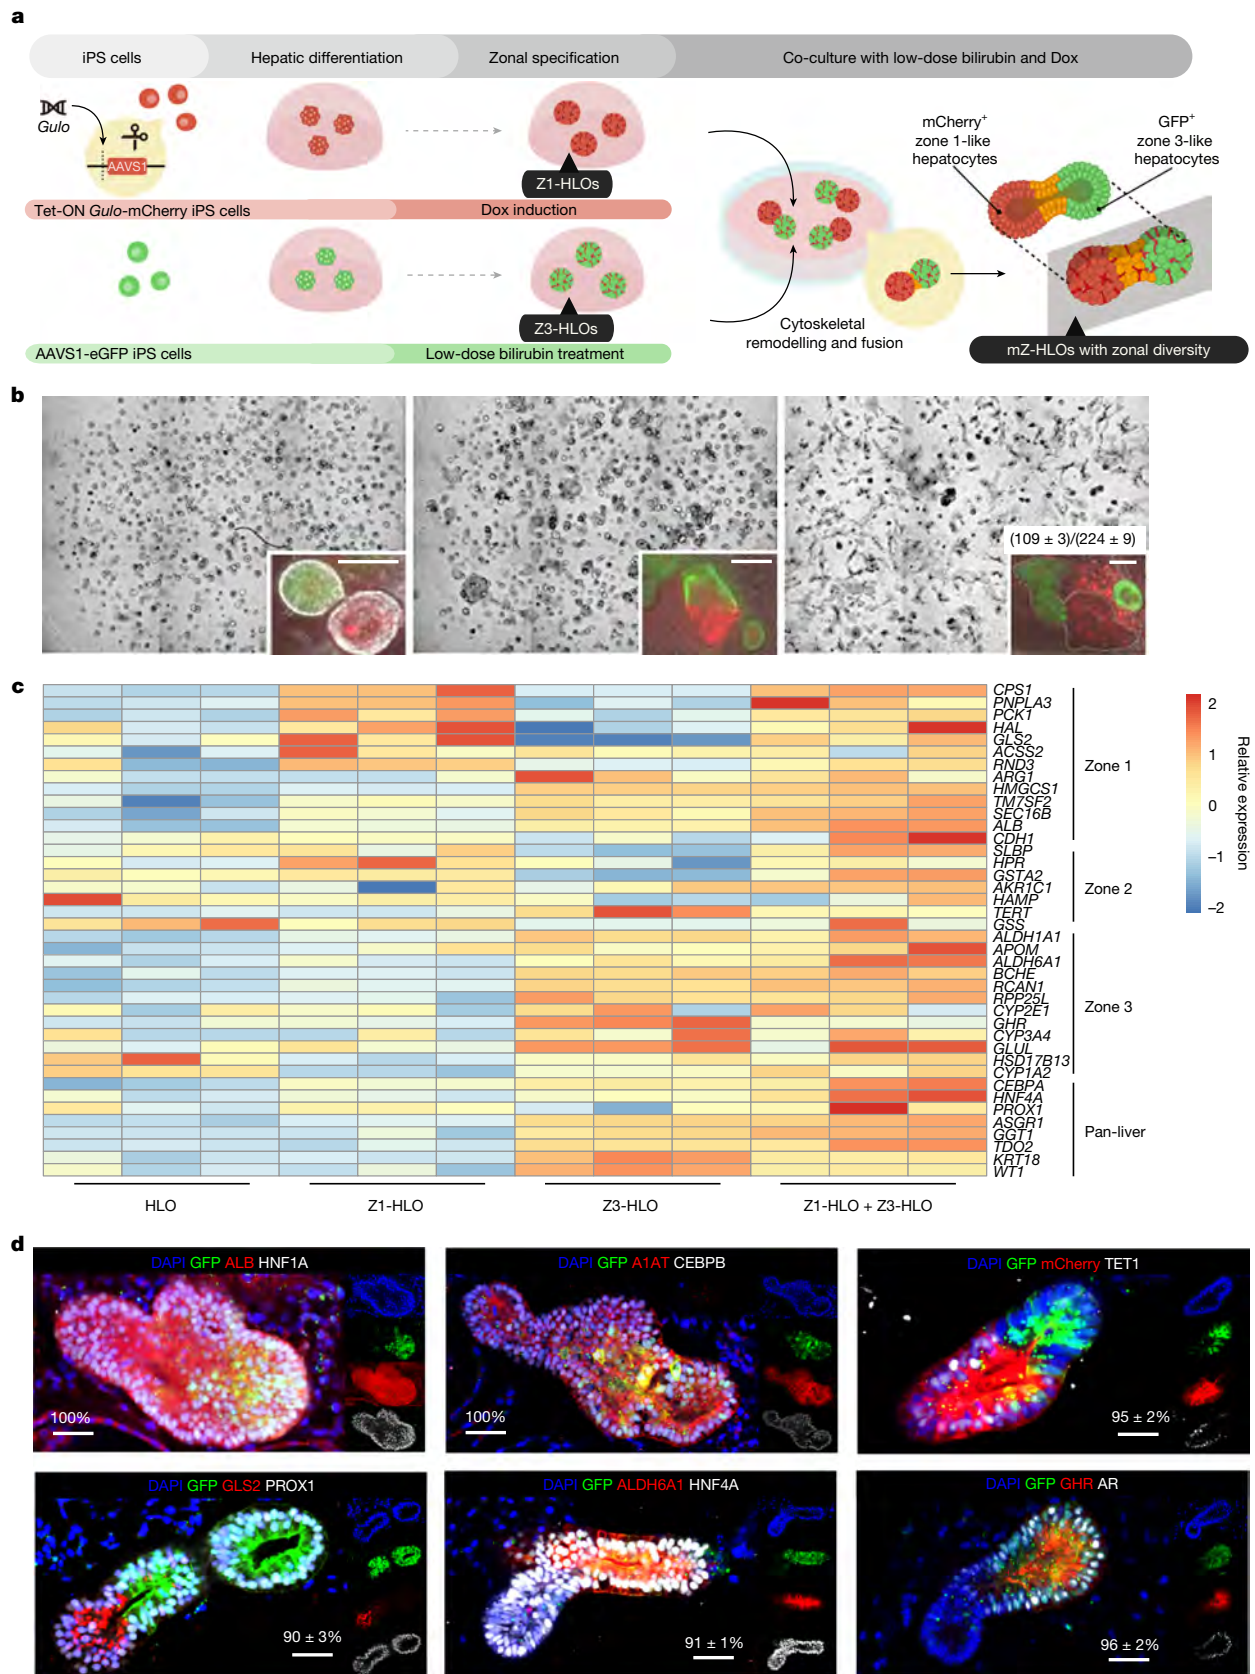 a
iPS cells
Hepatic differentiation
Zonal specification
Co-culture with low-dose bilirubin and Dox
Gulo
AAVS1
Z1-HLOs
Tet-ON Gulo-mCherry iPS cells
Dox induction
Z3-HLOs
AAVS1-eGFP iPS cells
Low-dose bilirubin treatment
mCherry+
zone 1-like
hepatocytes
GFP+
zone 3-like
hepatocytes
Cytoskeletal
remodelling and fusion
mZ-HLOs with zonal diversity
b
(109 ± 3)/(224 ± 9)
c
CPS1
PNPLA3
PCK1
HAL
GLS2
ACSS2
RND3
ARG1
HMGCS1
TM7SF2
SEC16B
ALB
CDH1
SLBP
HPR
GSTA2
AKR1C1
HAMP
TERT
GSS
ALDH1A1
APOM
ALDH6A1
BCHE
RCAN1
RPP25L
CYP2E1
GHR
CYP3A4
GLUL
HSD17B13
CYP1A2
CEBPA
HNF4A
PROX1
ASGR1
GGT1
TDO2
KRT18
WT1
Zone 1
Zone 2
Zone 3
Pan-liver
2
1
0
−1
−2
Relative expression
HLO
Z1-HLO
Z3-HLO
Z1-HLO + Z3-HLO
d
DAPI GFP ALB HNF1A
100%
DAPI GFP A1AT CEBPB
100%
DAPI GFP mCherry TET1
95 ± 2%
DAPI GFP GLS2 PROX1
90 ± 3%
DAPI GFP ALDH6A1 HNF4A
91 ± 1%
DAPI GFP GHR AR
96 ± 2%